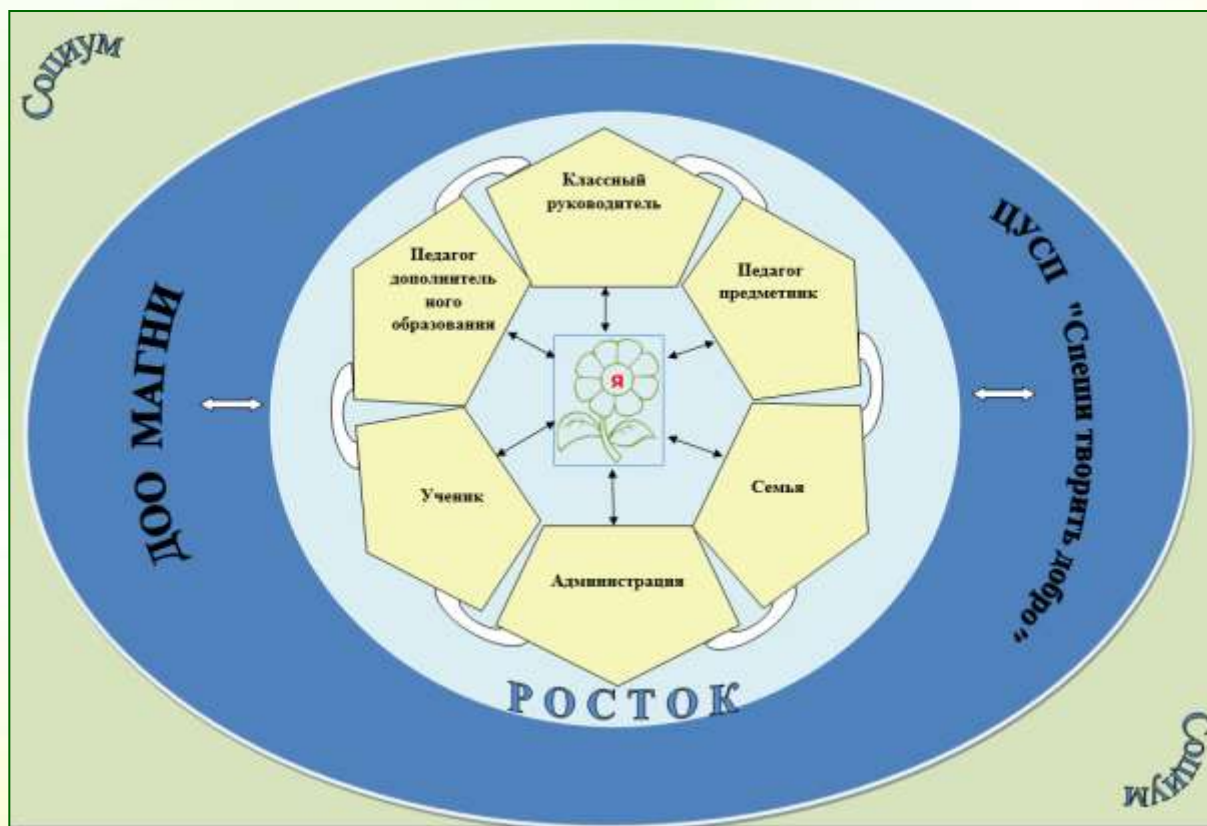 Социум
Классный
руководитель
Педагог
дополнитель
ного
образования
Педагог
предметник
Я
Ученик
Семья
Администрация
РОСТОК
ДОО МАГНИ
ЦУСП "Спеши творить добро"
Социум